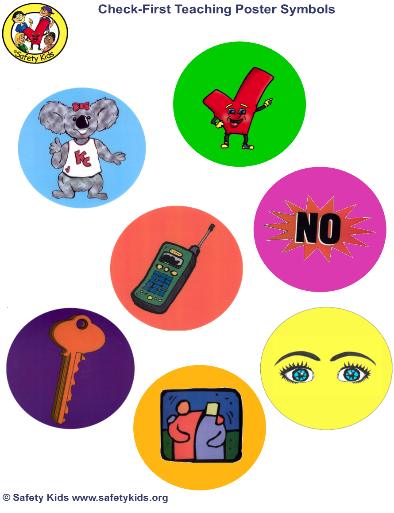 Check-First Teaching Poster Symbols
Safety Kids
KC
NO
© Safety Kids www.safetykids.org